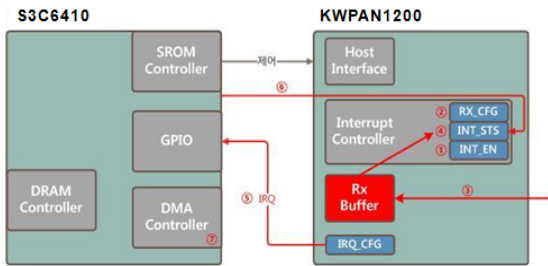 S3C6410
KWPAN1200
SROM
Controller
제어
Host
Interface
⑥
GPIO
Interrupt
Controller
② RX_CFG
④ INT_STS
① INT_EN
DRAM
Controller
DMA
Controller
⑦
⑤ IRQ
Rx
Buffer
③
IRQ_CFG